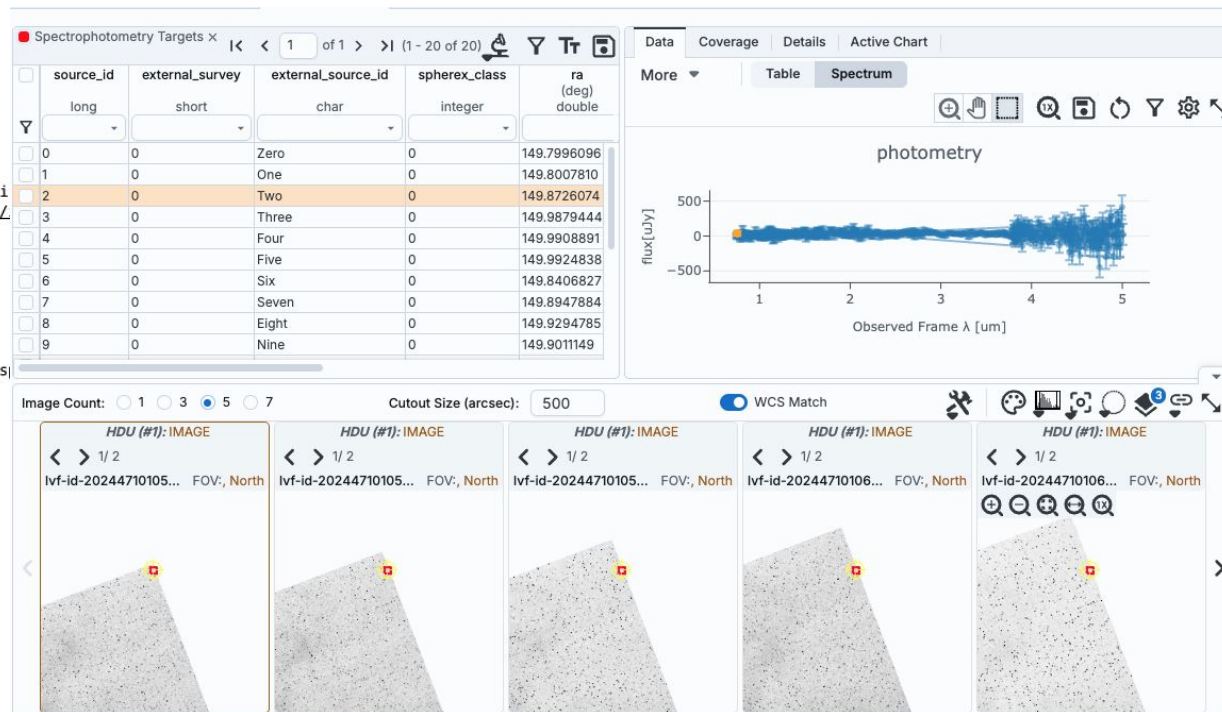 Spectrophotometry Targets ×
1 of 1 (1 - 20 of 20)
source_id external_survey external_source_id spherex_class ra
(deg)
long short char integer double
0 0 Zero 0 149.7996096
1 0 One 0 149.8007810
2 0 Two 0 149.8726074
3 0 Three 0 149.9879444
4 0 Four 0 149.9908891
5 0 Five 0 149.9924838
6 0 Six 0 149.8406827
7 0 Seven 0 149.8947884
8 0 Eight 0 149.9294785
9 0 Nine 0 149.9011149
Data Coverage Details Active Chart
More Table Spectrum
1X
photometry
flux[uJy]
500
0
−500
1 2 3 4 5
Observed Frame λ [um]
Image Count: 1 3 5 7 Cutout Size (arcsec): 500 WCS Match 3
HDU (#1): IMAGE HDU (#1): IMAGE HDU (#1): IMAGE HDU (#1): IMAGE HDU (#1): IMAGE
1/ 2 1/ 2 1/ 2 1/ 2 1/ 2
lvf-id-20244710105... FOV:, North lvf-id-20244710105... FOV:, North lvf-id-20244710105... FOV:, North lvf-id-20244710106... FOV:, North lvf-id-20244710106... FOV:, North
1X